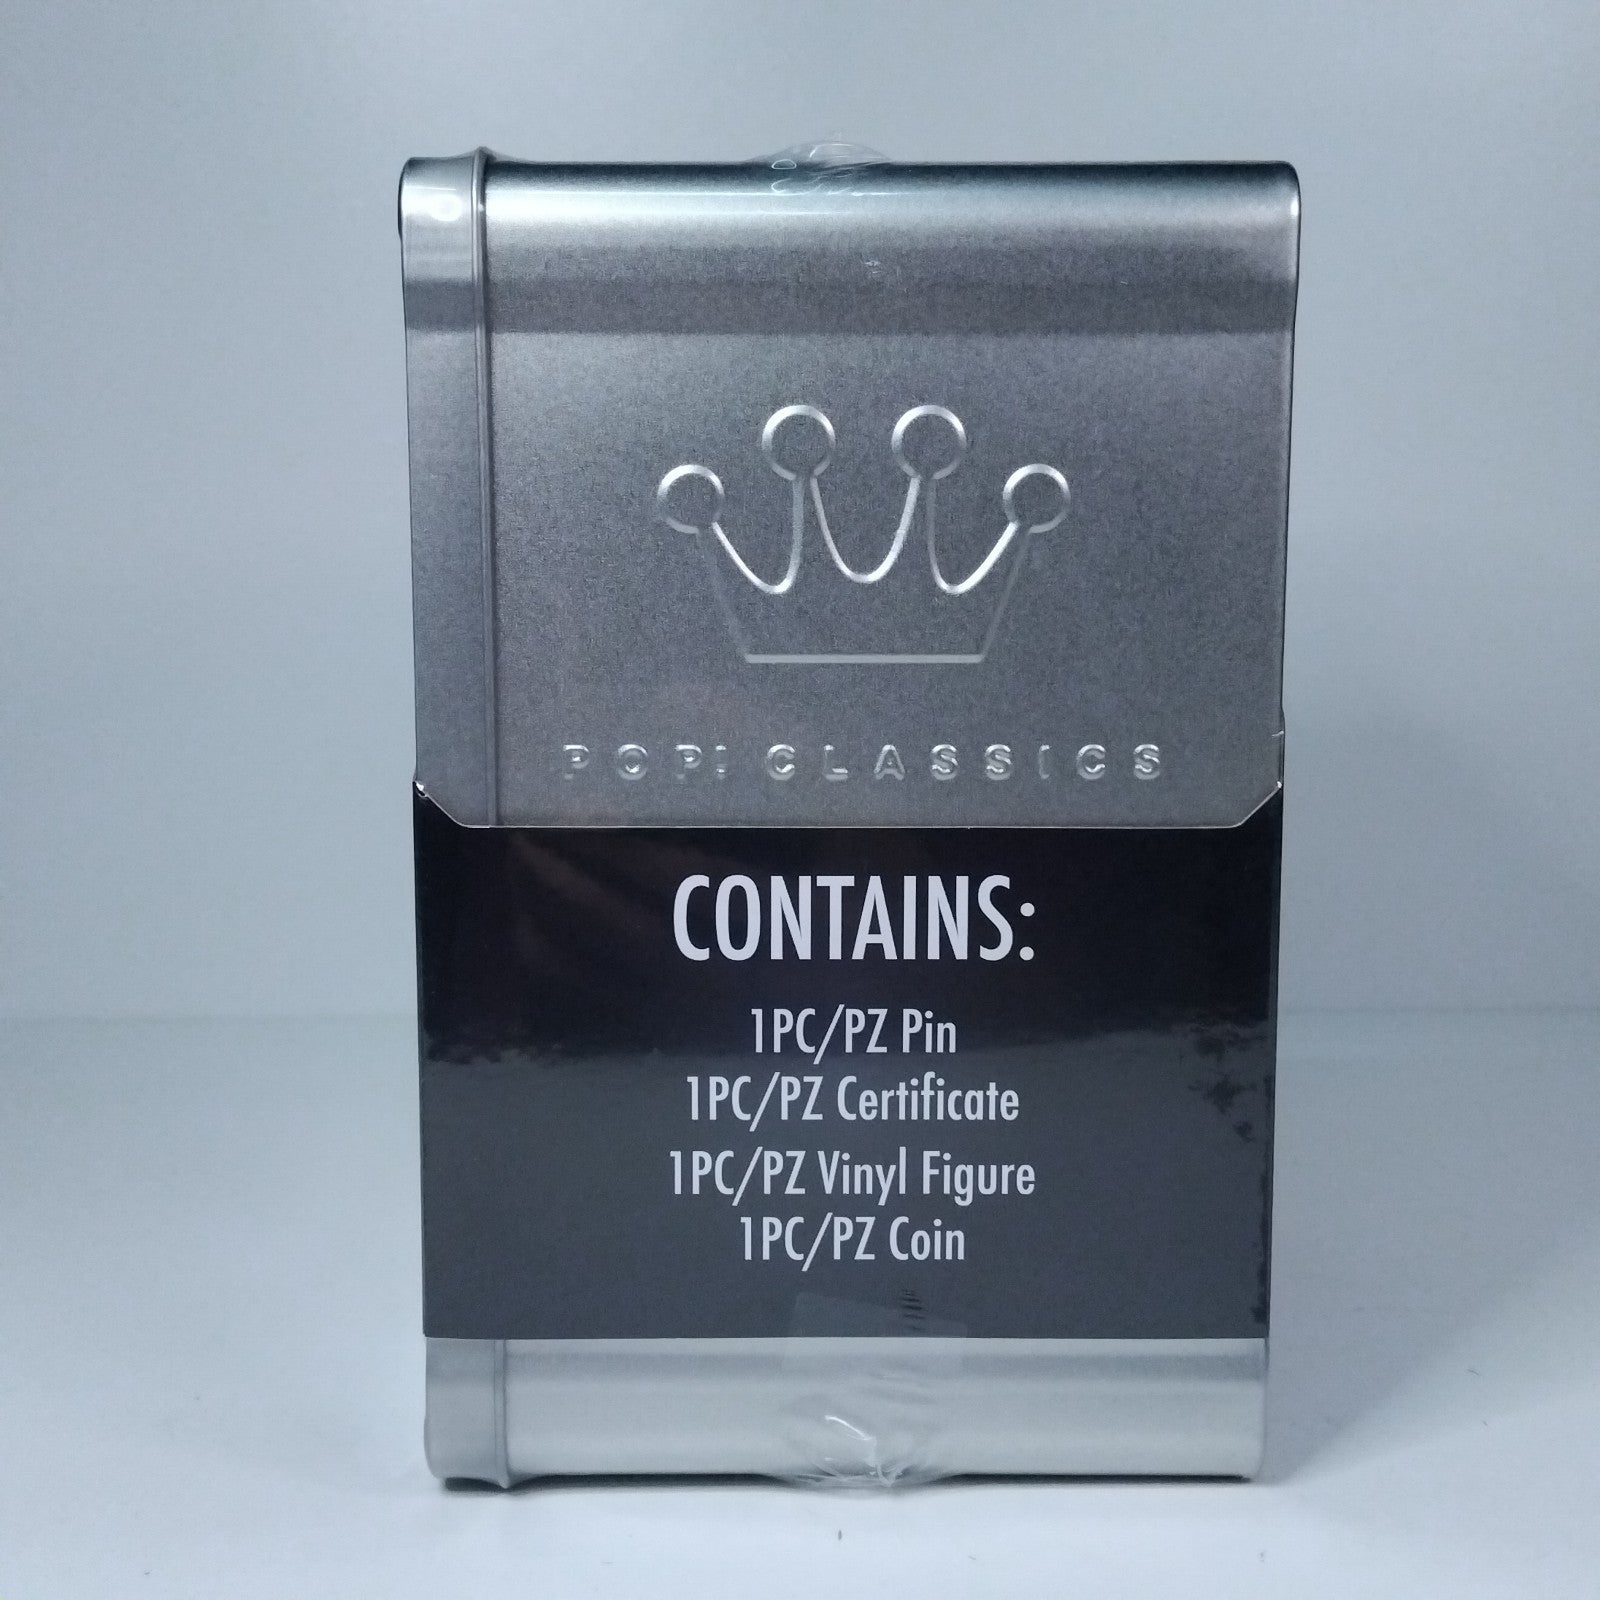 POP! CLASSICS
CONTAINS:
1PC/PZ Pin
1PC/PZ Certificate
1PC/PZ Vinyl Figure
1PC/PZ Coin